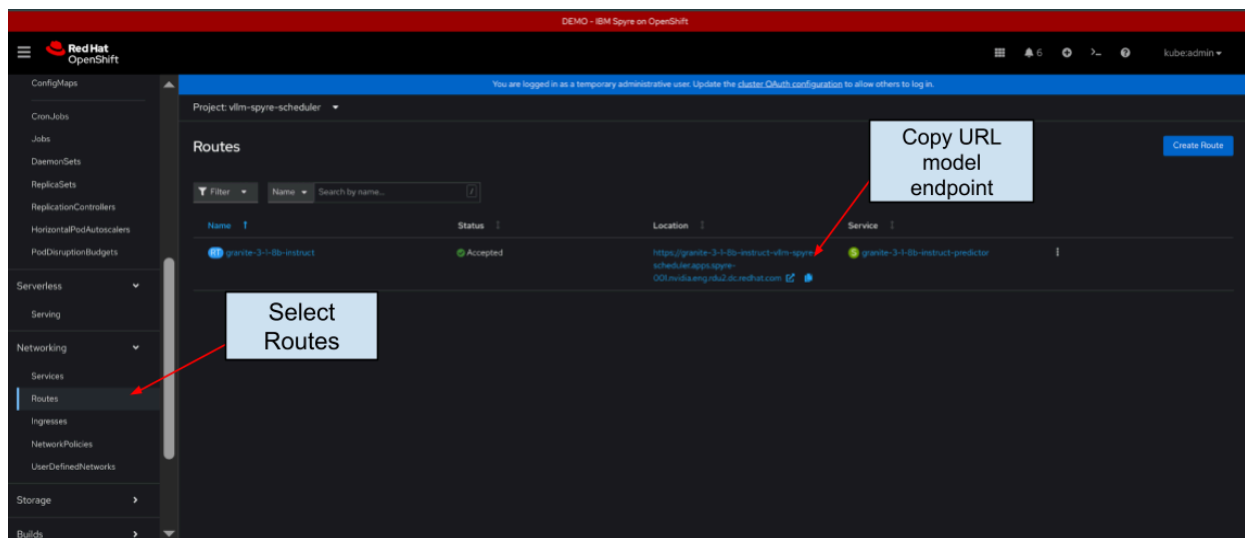 DEMO - IBM Spyre on OpenShift
Red Hat
OpenShift
6
kube:admin
You are logged in as a temporary administrative user. Update the cluster OAuth configuration to allow others to log in.
ConfigMaps
CronJobs
Jobs
DaemonSets
ReplicaSets
ReplicationControllers
HorizontalPodAutoscalers
PodDisruptionBudgets
Serverless
Serving
Networking
Services
Routes
Ingresses
NetworkPolicies
UserDefinedNetworks
Storage
Builds
Project: vllm-spyre-scheduler
Routes
Create Route
Filter
Name
Search by name...
/
Name
Status
Location
Service
RT granite-3-1-8b-instruct
Accepted
https://granite-3-1-8b-instruct-vllm-spyre-
scheduler.apps.spyre-
001.nvidia.eng.rdu2.dc.redhat.com
S granite-3-1-8b-instruct-predictor
Copy URL
model
endpoint
Select
Routes